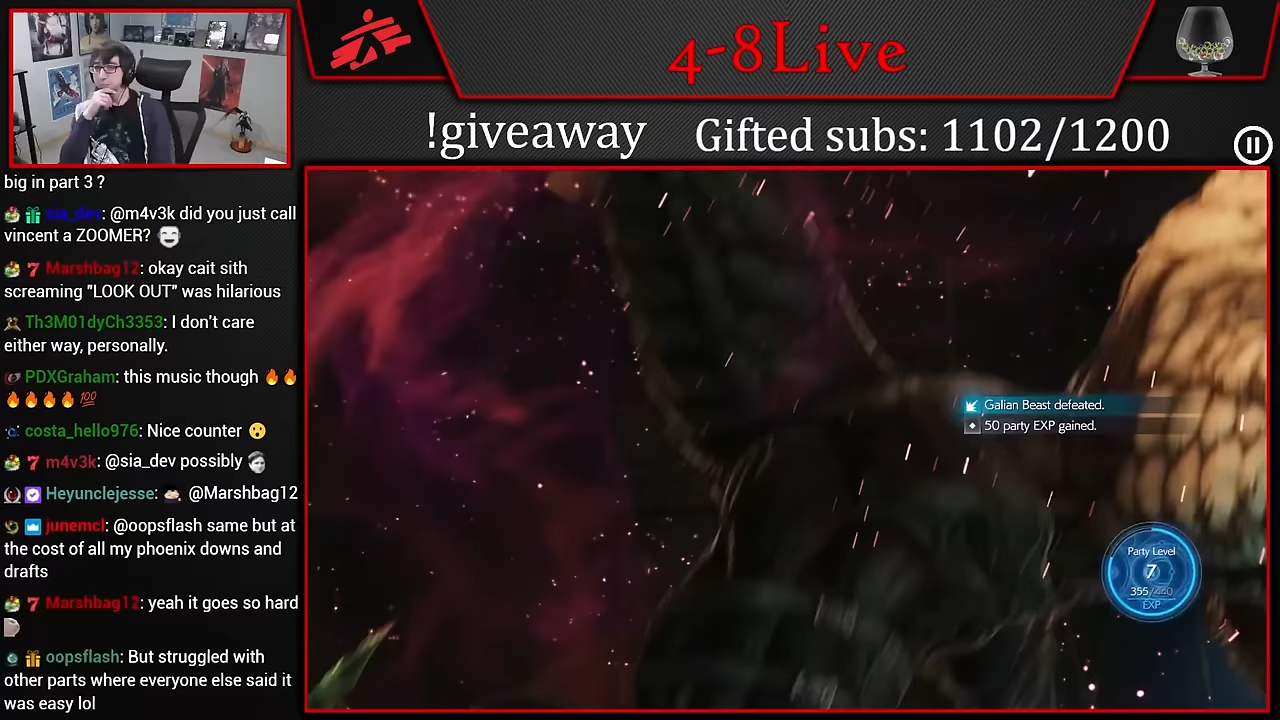 4-8Live
!giveaway
Gifted subs: 1102/1200
big in part 3 ?
sia_dev: @m4v3k did you just call
vincent a ZOOMER?
7 Marshbag12: okay cait sith
screaming "LOOK OUT" was hilarious
Th3M01dyCh3353: I don't care
either way, personally.
PDXGraham: this music though 🔥🔥
🔥🔥🔥🔥💯
costa_hello976: Nice counter 😮
7 m4v3k: @sia_dev possibly
Heyunclejesse: @Marshbag12
junemcl: @oopsflash same but at
the cost of all my phoenix downs and
drafts
7 Marshbag12: yeah it goes so hard
oopsflash: But struggled with
other parts where everyone else said it
was easy lol
Galian Beast defeated.
50 party EXP gained.
Party Level
7
355/440
EXP